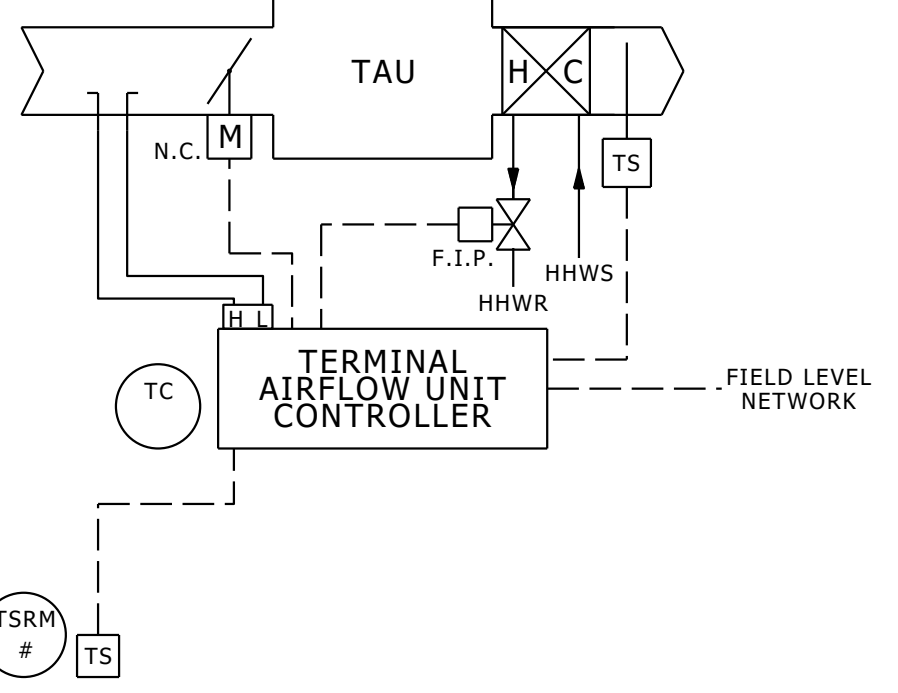 TAU
H C
M
N.C.
TS
F.I.P.
HHWS
HHWR
H L
TERMINAL
AIRFLOW UNIT
CONTROLLER
TC
FIELD LEVEL
NETWORK
TSRM
#
TS